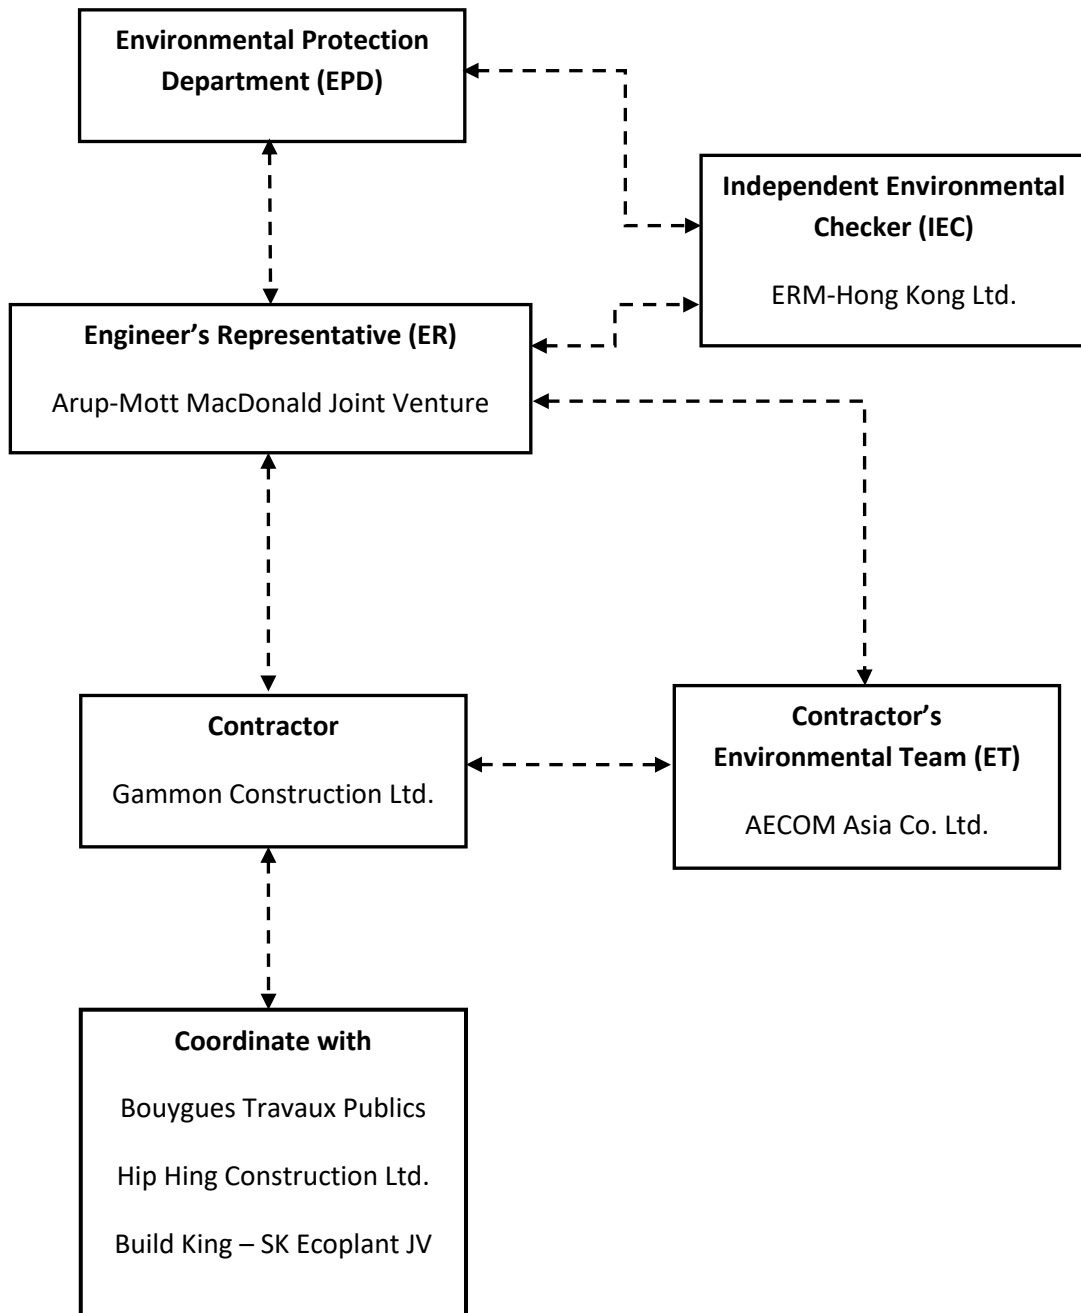 Environmental Protection
Department (EPD)
Independent Environmental
Checker (IEC)
ERM-Hong Kong Ltd.
Engineer’s Representative (ER)
Arup-Mott MacDonald Joint Venture
Contractor
Gammon Construction Ltd.
Contractor’s
Environmental Team (ET)
AECOM Asia Co. Ltd.
Coordinate with
Bouygues Travaux Publics
Hip Hing Construction Ltd.
Build King – SK Ecoplant JV